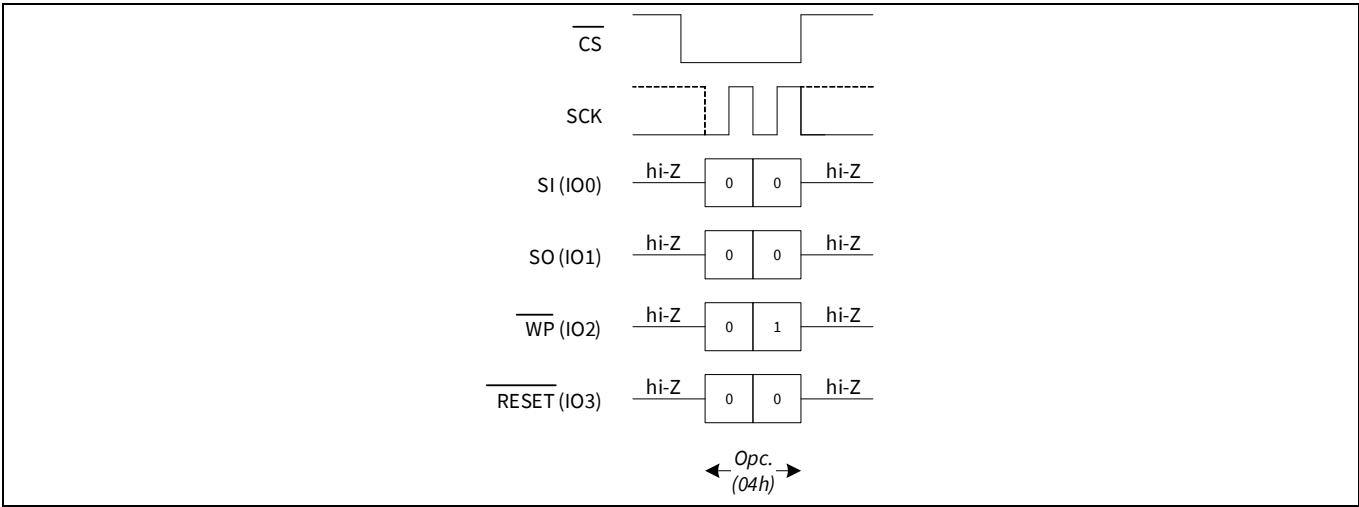 CS
SCK
SI (IO0) hi-Z 0 0 hi-Z
SO (IO1) hi-Z 0 0 hi-Z
WP (IO2) hi-Z 0 1 hi-Z
RESET (IO3) hi-Z 0 0 hi-Z
Opc.
(04h)